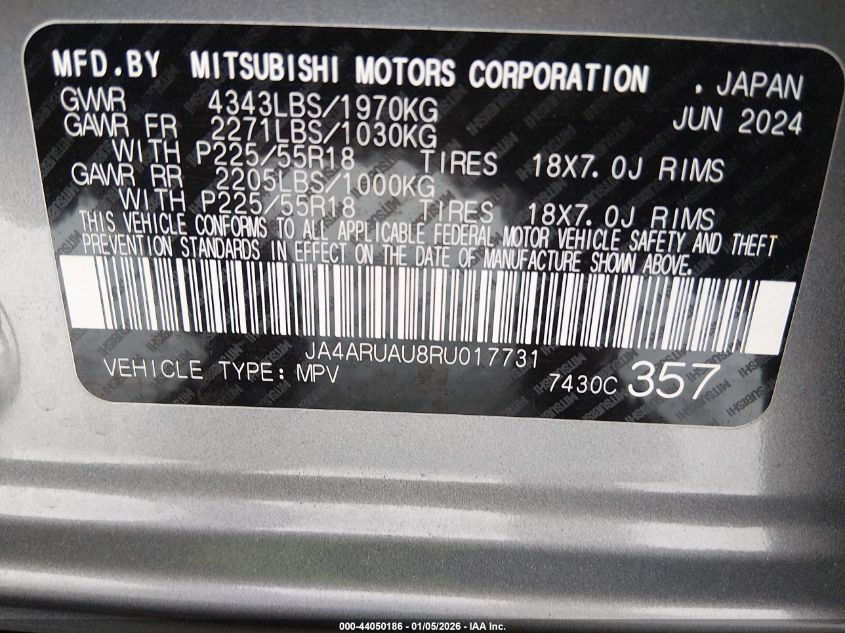 MFD.BY MITSUBISHI MOTORS CORPORATION . JAPAN
GVWR 4343LBS/1970KG JUN 2024
GAWR FR 2271LBS/1030KG
WITH P225/55R18 TIRES 18X7.0J RIMS
GAWR RR 2205LBS/1000KG
WITH P225/55R18 TIRES 18X7.0J RIMS
THIS VEHICLE CONFORMS TO ALL APPLICABLE FEDERAL MOTOR VEHICLE SAFETY AND THEFT
PREVENTION STANDARDS IN EFFECT ON THE DATE OF MANUFACTURE SHOWN ABOVE.
JA4ARUAU8RU017731
VEHICLE TYPE: MPV 7430C 357
000-44050186 - 01/05/2026 - IAA Inc.